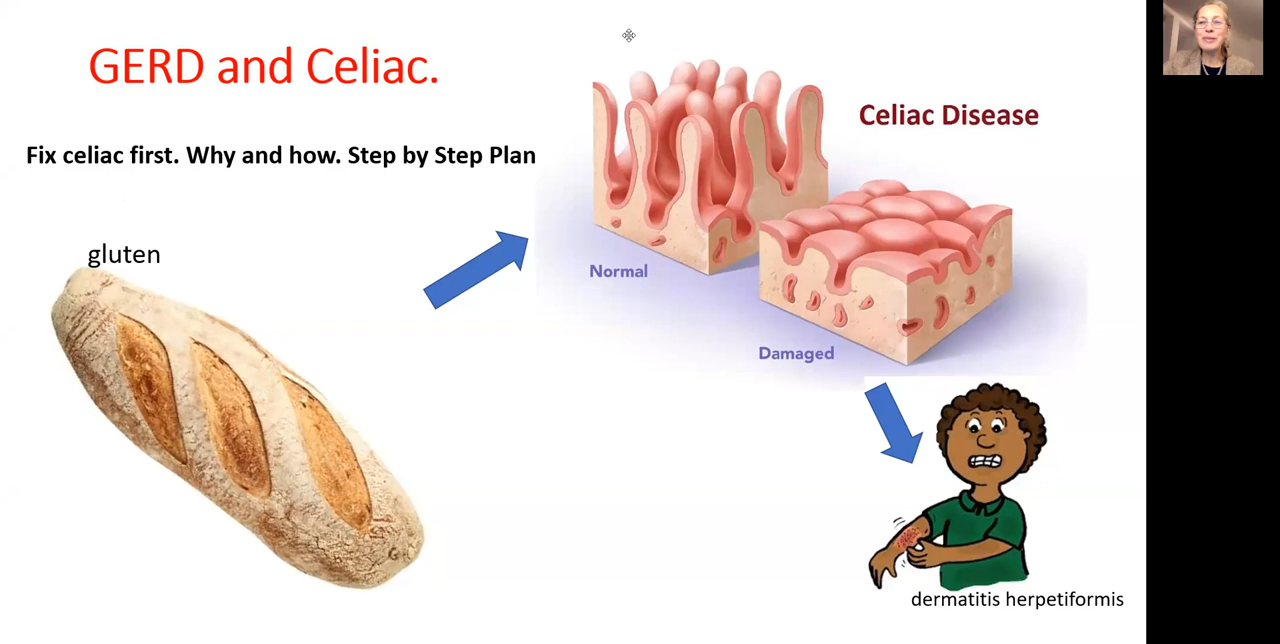 GERD and Celiac.
Fix celiac first. Why and how. Step by Step Plan
gluten
Celiac Disease
Normal
Damaged
dermatitis herpetiformis